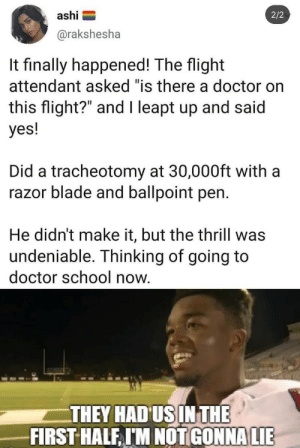 ashi
2/2
@rakshesha
It finally happened! The flight
attendant asked "is there a doctor on
this flight?" and I leapt up and said
yes!
Did a tracheotomy at 30,000ft with a
razor blade and ballpoint pen.
He didn't make it, but the thrill was
undeniable. Thinking of going to
doctor school now.
THEY HAD US IN THE
FIRST HALF, I'M NOT GONNA LIE